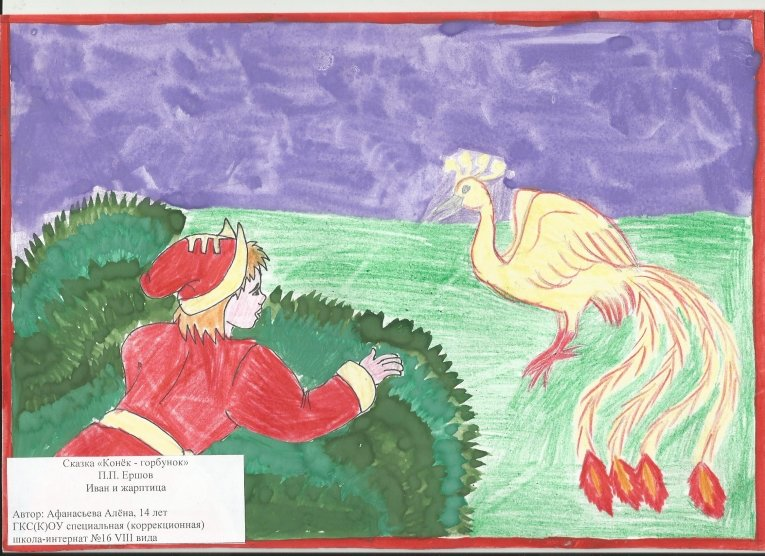 Сказка «Конёк - горбунок»
П.П. Ершов
Иван и жарптица
Автор: Афанасьева Алёна, 14 лет
ГКС(К)ОУ специальная (коррекционная)
школа-интернат №16 VIII вида